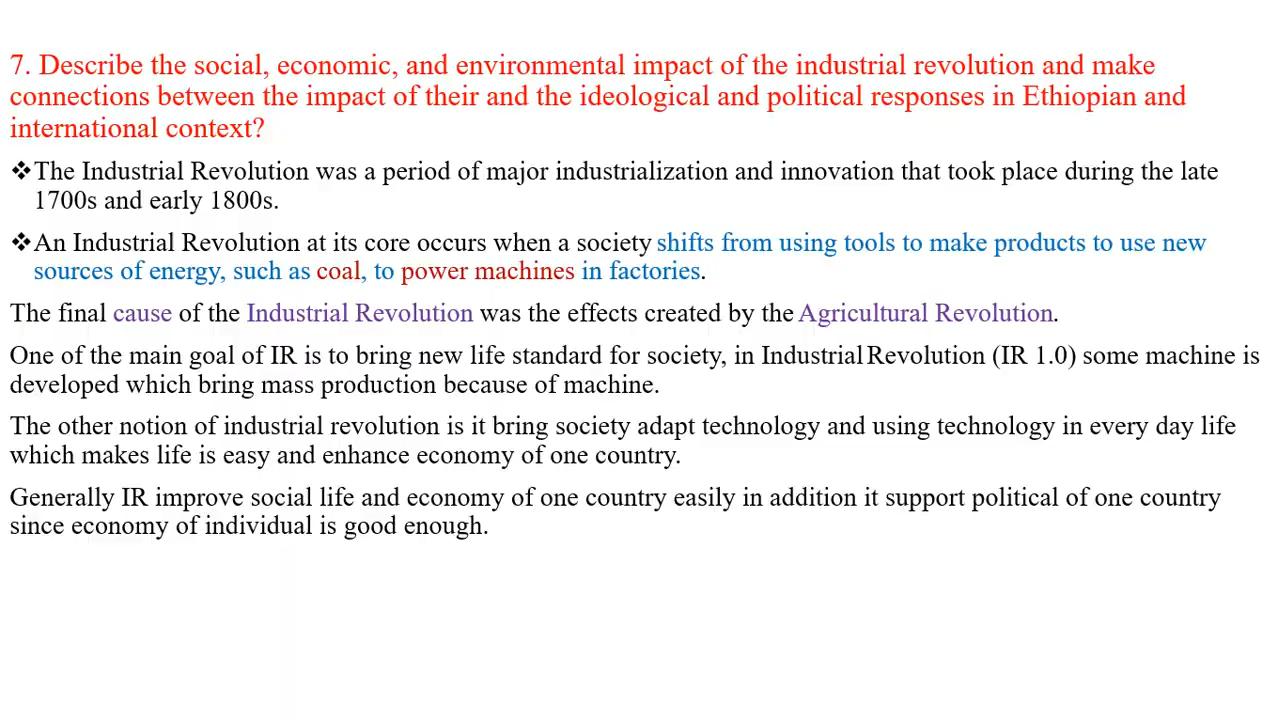 7. Describe the social, economic, and environmental impact of the industrial revolution and make
connections between the impact of their and the ideological and political responses in Ethiopian and
international context?
❖The Industrial Revolution was a period of major industrialization and innovation that took place during the late
1700s and early 1800s.
❖An Industrial Revolution at its core occurs when a society shifts from using tools to make products to use new
sources of energy, such as coal, to power machines in factories.
The final cause of the Industrial Revolution was the effects created by the Agricultural Revolution.
One of the main goal of IR is to bring new life standard for society, in Industrial Revolution (IR 1.0) some machine is
developed which bring mass production because of machine.
The other notion of industrial revolution is it bring society adapt technology and using technology in every day life
which makes life is easy and enhance economy of one country.
Generally IR improve social life and economy of one country easily in addition it support political of one country
since economy of individual is good enough.